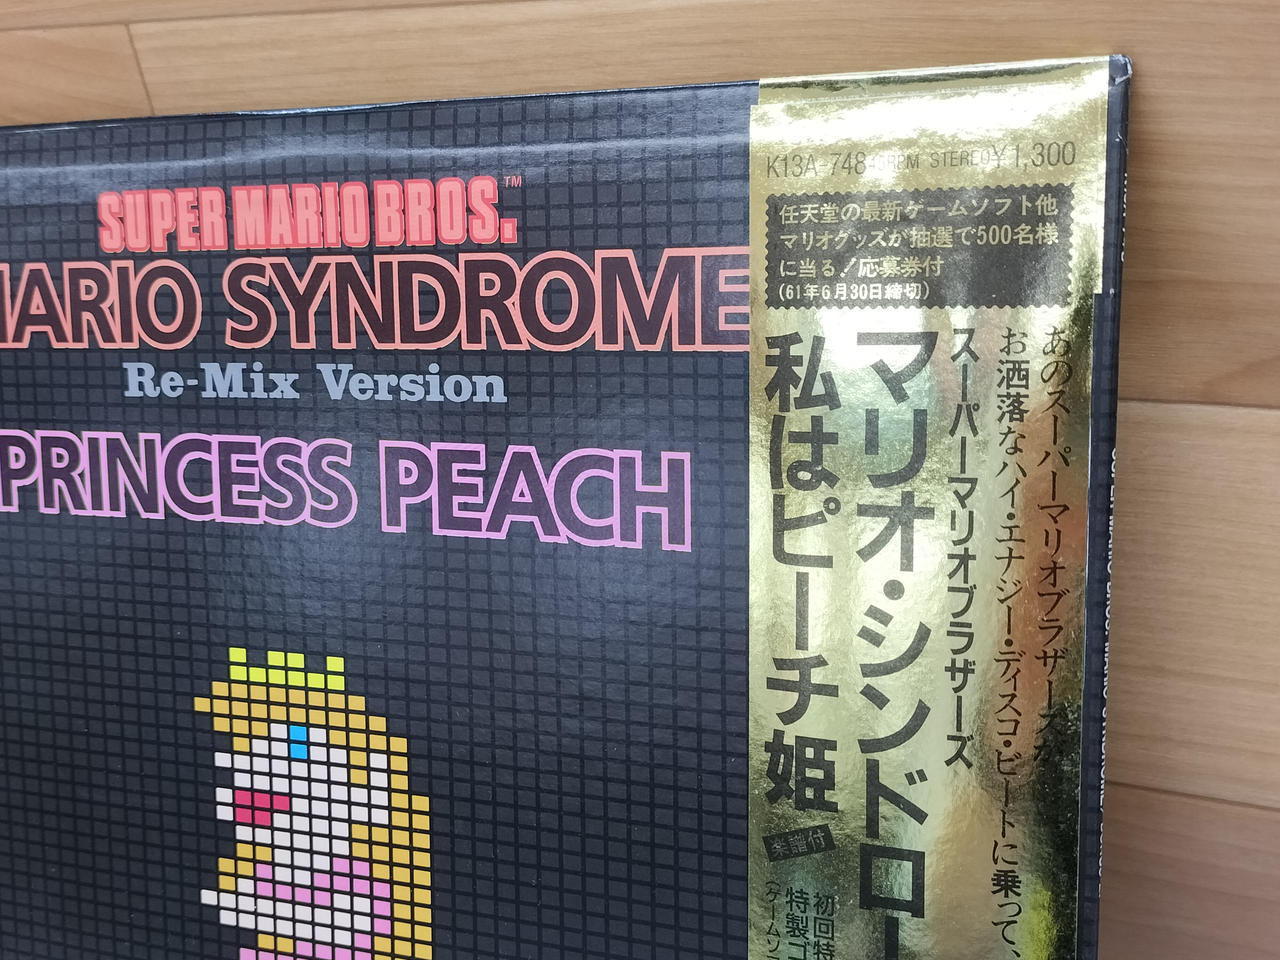 SUPER MARIO BROS.™
MARIO SYNDROME
Re-Mix Version
PRINCESS PEACH
K13A-748 45RPM STEREO ¥1,300
任天堂の最新ゲームソフト他
マリオグッズが抽選で500名様
に当る!応募券付
(61年6月30日締切)
あのスーパーマリオブラザーズが
お洒落なハイ・エナジー・ディスコ・ビートに乗って、
スーパーマリオブラザーズ
マリオ・シンドロー
私はピーチ姫
楽譜付
初回特
特製ゴ
(ゲームソフ